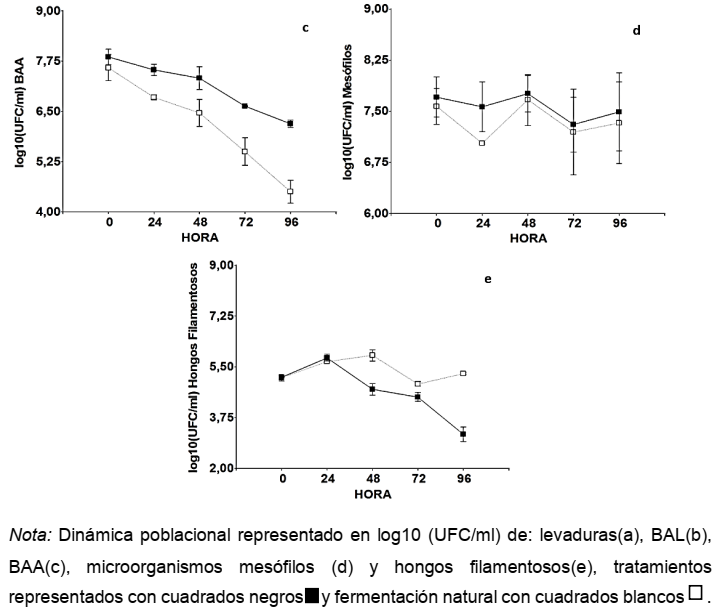 9,00
7,75
6,50
5,25
4,00
log10(UFC/ml) BAA
c
0 24 48 72 96
HORA
9,00
8,25
7,50
6,75
6,00
log10(UFC/ml) Mesófilos
d
0 24 48 72 96
HORA
9,00
7,25
5,50
3,75
2,00
log10(UFC/ml) Hongos Filamentosos
e
0 24 48 72 96
HORA
Nota: Dinámica poblacional representado en log10 (UFC/ml) de: levaduras(a), BAL(b),
BAA(c), microorganismos mesófilos (d) y hongos filamentosos(e), tratamientos
representados con cuadrados negros■y fermentación natural con cuadrados blancos □.